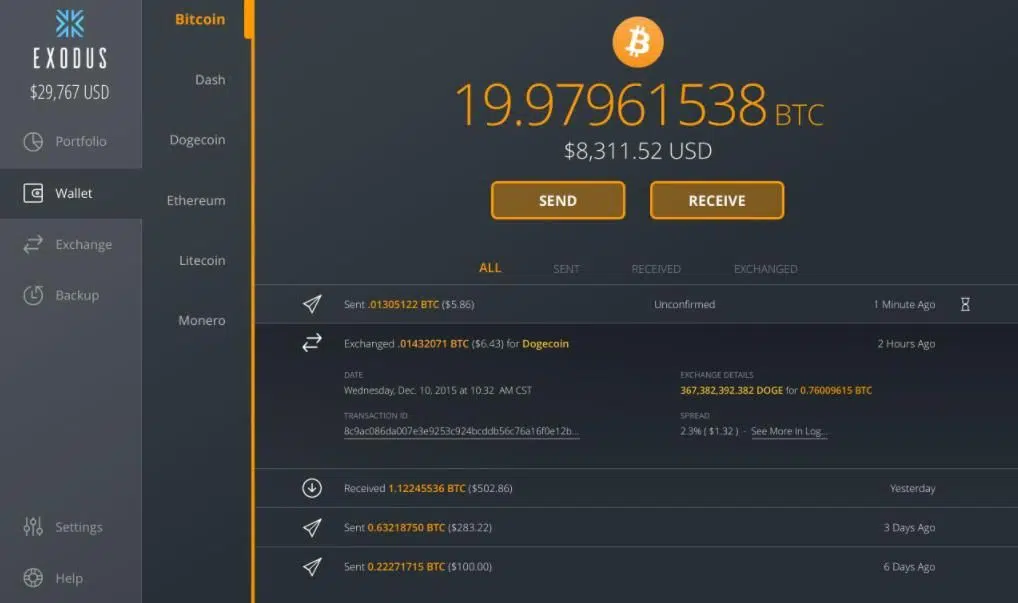 EXODUS
$29,767 USD
Portfolio
Wallet
Exchange
Backup
Settings
Help
Bitcoin
Dash
Dogecoin
Ethereum
Litecoin
Monero
19.97961538 BTC
$8,311.52 USD
SEND RECEIVE
ALL SENT RECEIVED EXCHANGED
Sent .01305122 BTC ($5.86) Unconfirmed 1 Minute Ago
Exchanged .01432071 BTC ($6.43) for Dogecoin 2 Hours Ago
DATE EXCHANGE DETAILS
Wednesday, Dec. 10, 2015 at 10:32 AM CST 367,382,392.382 DOGE for 0.76009615 BTC
TRANSACTION ID SPREAD
8c9ac086da007e3e9253c924bcddb56c76a16f0e12b... 2.3% ( $1.32 ) - See More In Log...
Received 1.12245536 BTC ($502.86) Yesterday
Sent 0.63218750 BTC ($283.22) 3 Days Ago
Sent 0.22271715 BTC ($100.00) 6 Days Ago